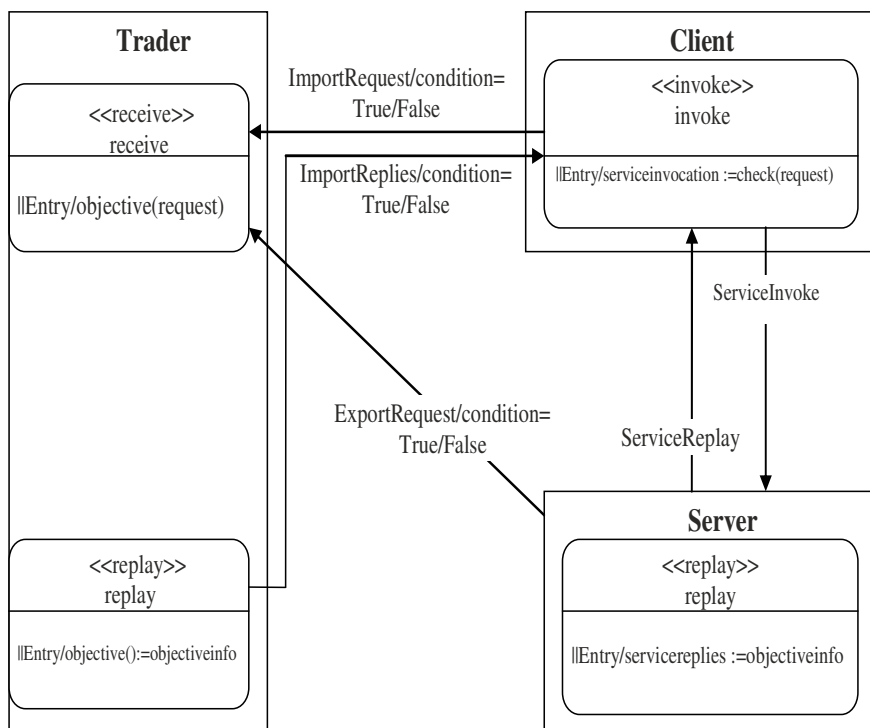 Trader
<<receive>>
receive
||Entry/objective(request)
ImportRequest/condition=
True/False
ImportReplies/condition=
True/False
Client
<<invoke>>
invoke
||Entry/serviceinvocation :=check(request)
ServiceInvoke
ExportRequest/condition=
True/False
ServiceReplay
<<replay>>
replay
||Entry/objective():=objectiveinfo
Server
<<replay>>
replay
||Entry/servicereplies :=objectiveinfo